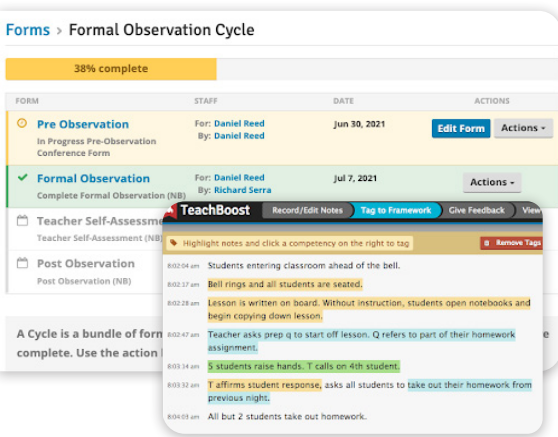 Forms > Formal Observation Cycle
38% complete
FORM STAFF DATE ACTIONS
Pre Observation For: Daniel Reed Jun 30, 2021 Edit Form Actions
By: Daniel Reed
In Progress Pre-Observation
Conference Form
Formal Observation For: Daniel Reed Jul 7, 2021 Actions
Complete Formal Observation (NB) By: Richard Serra
Teacher Self-Assessme
Teacher Self-Assessment (NB)
Post Observation
Post Observation (NB)
A Cycle is a bundle of form
complete. Use the action
TeachBoost Record/Edit Notes Tag to Framework Give Feedback View
Highlight notes and click a competency on the right to tag Remove Tags
8:02:04 am Students entering classroom ahead of the bell.
8:02:17 am Bell rings and all students are seated.
8:02:28 am Lesson is written on board. Without instruction, students open notebooks and
begin copying down lesson.
8:02:47 am Teacher asks prep q to start off lesson. Q refers to part of their homework
assignment.
8:03:14 am 5 students raise hands. T calls on 4th student.
8:03:32 am T affirms student response, asks all students to take out their homework from
previous night.
8:04:03 am All but 2 students take out homework.